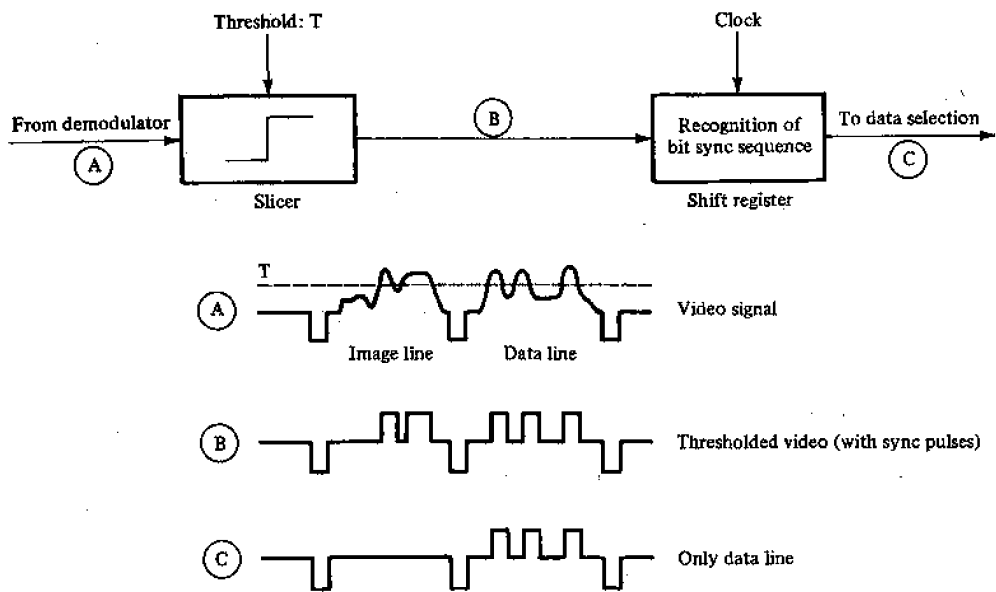 Threshold: T
Clock
From demodulator
A
B
Recognition of
bit sync sequence
To data selection
C
Slicer
Shift register
T
A
Video signal
Image line
Data line
B
Thresholded video (with sync pulses)
C
Only data line